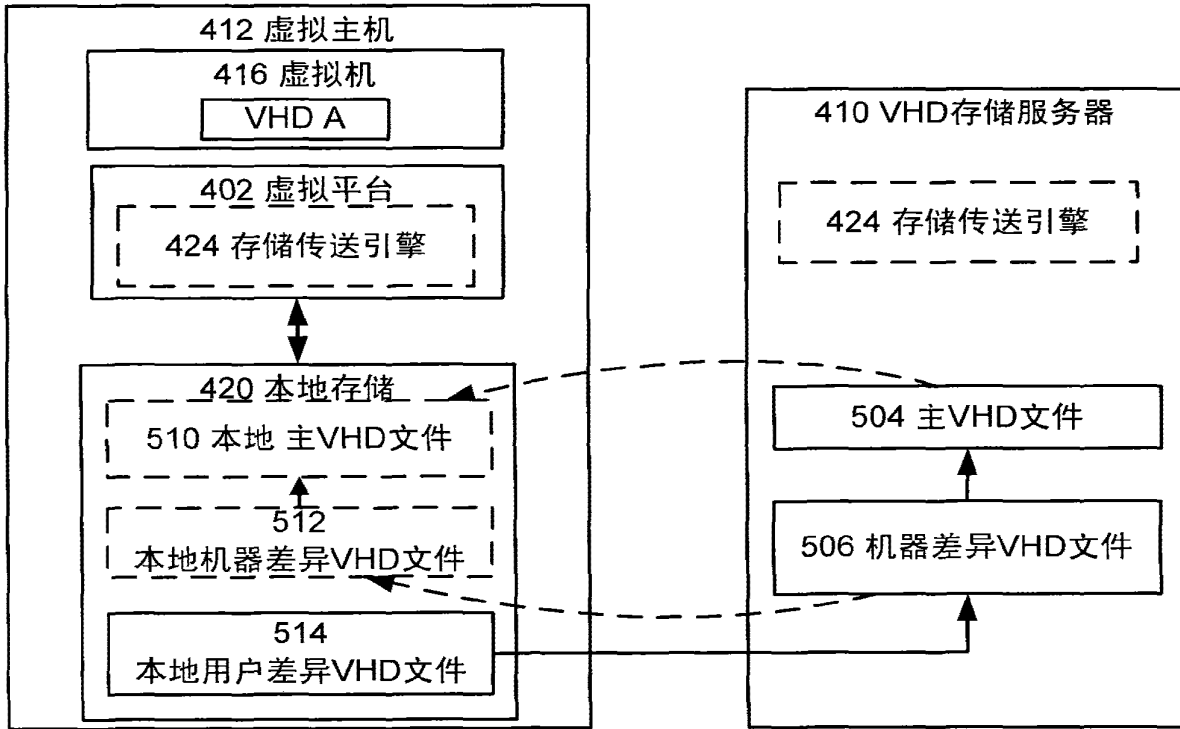 412 虚拟主机
416 虚拟机
VHD A
402 虚拟平台
424 存储传送引擎
420 本地存储
510 本地 主VHD文件
512
本地机器差异VHD文件
514
本地用户差异VHD文件
410 VHD存储服务器
424 存储传送引擎
504 主VHD文件
506 机器差异VHD文件